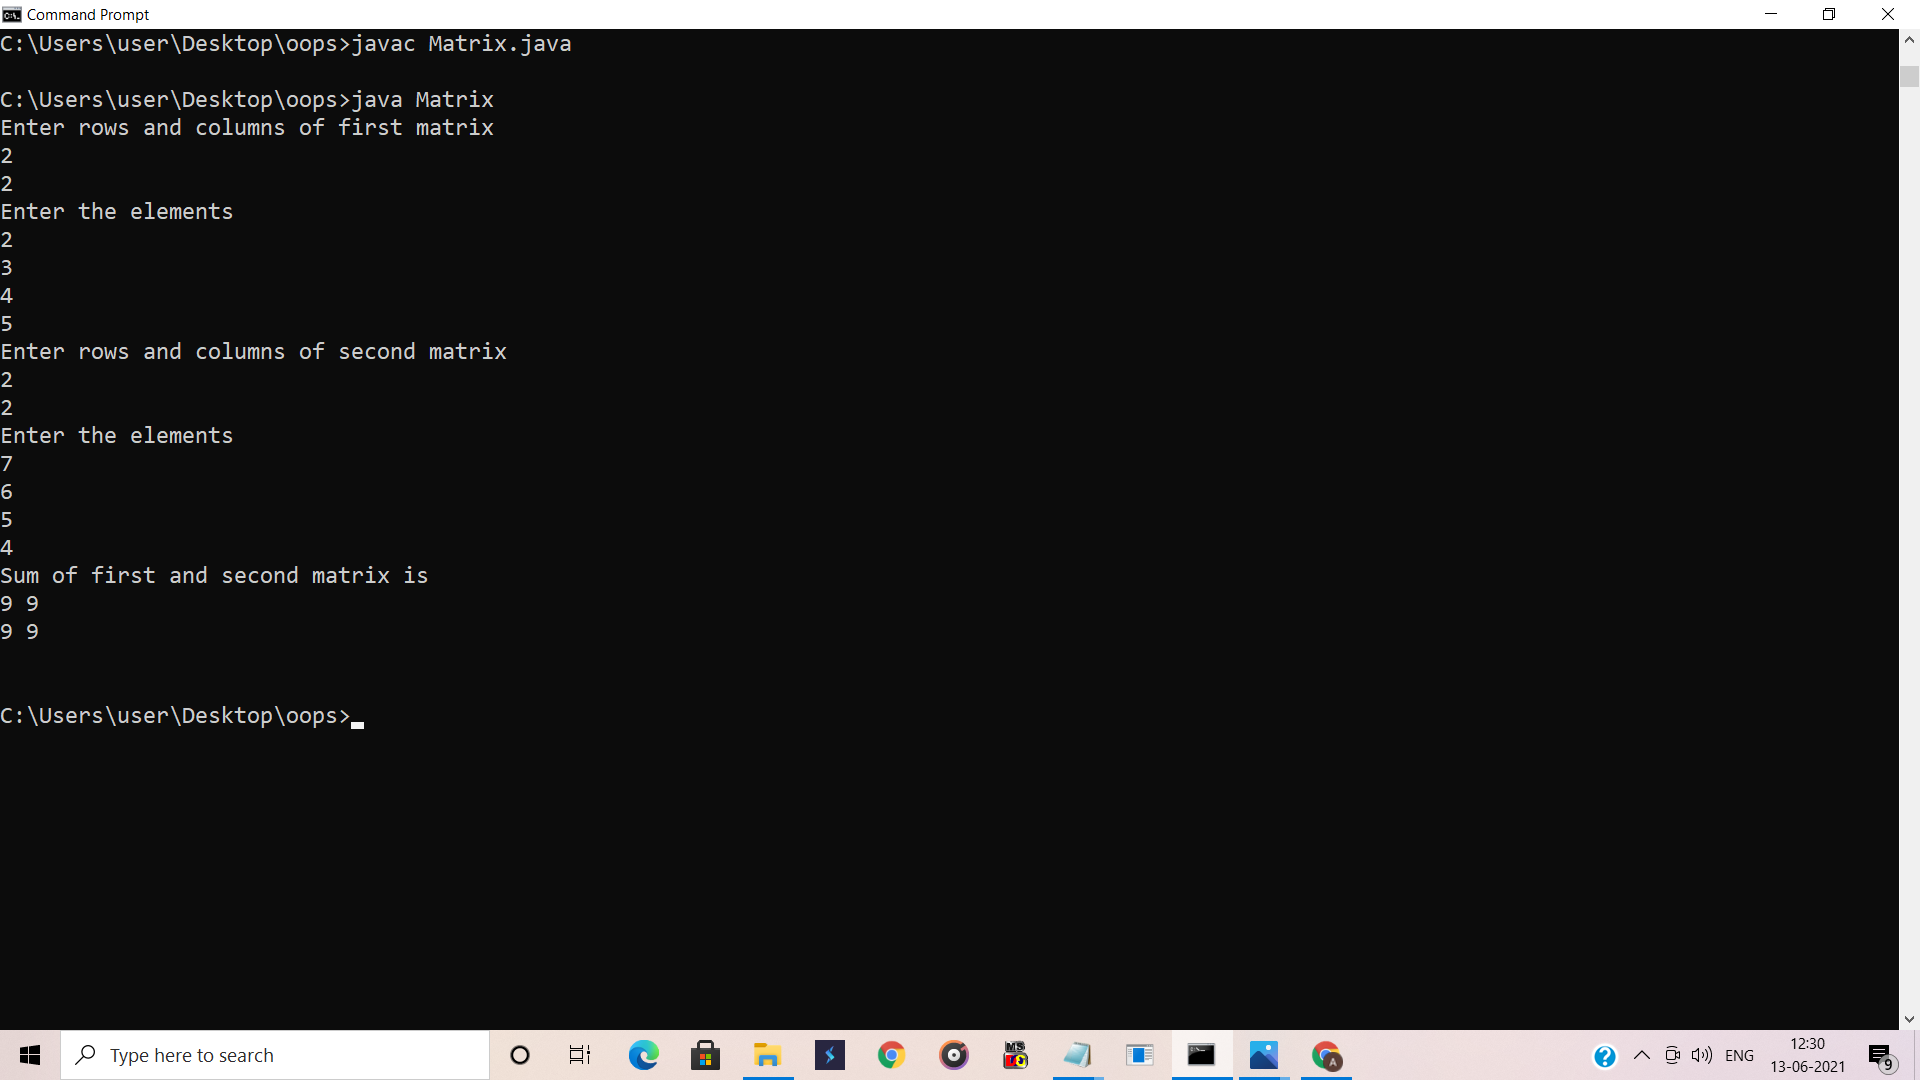 Command Prompt
C:\Users\user\Desktop\oops>javac Matrix.java
C:\Users\user\Desktop\oops>java Matrix
Enter rows and columns of first matrix
2
2
Enter the elements
2
3
4
5
Enter rows and columns of second matrix
2
2
Enter the elements
7
6
5
4
Sum of first and second matrix is
9 9
9 9
C:\Users\user\Desktop\oops>
Type here to search
MS
A
ENG
12:30
13-06-2021
9